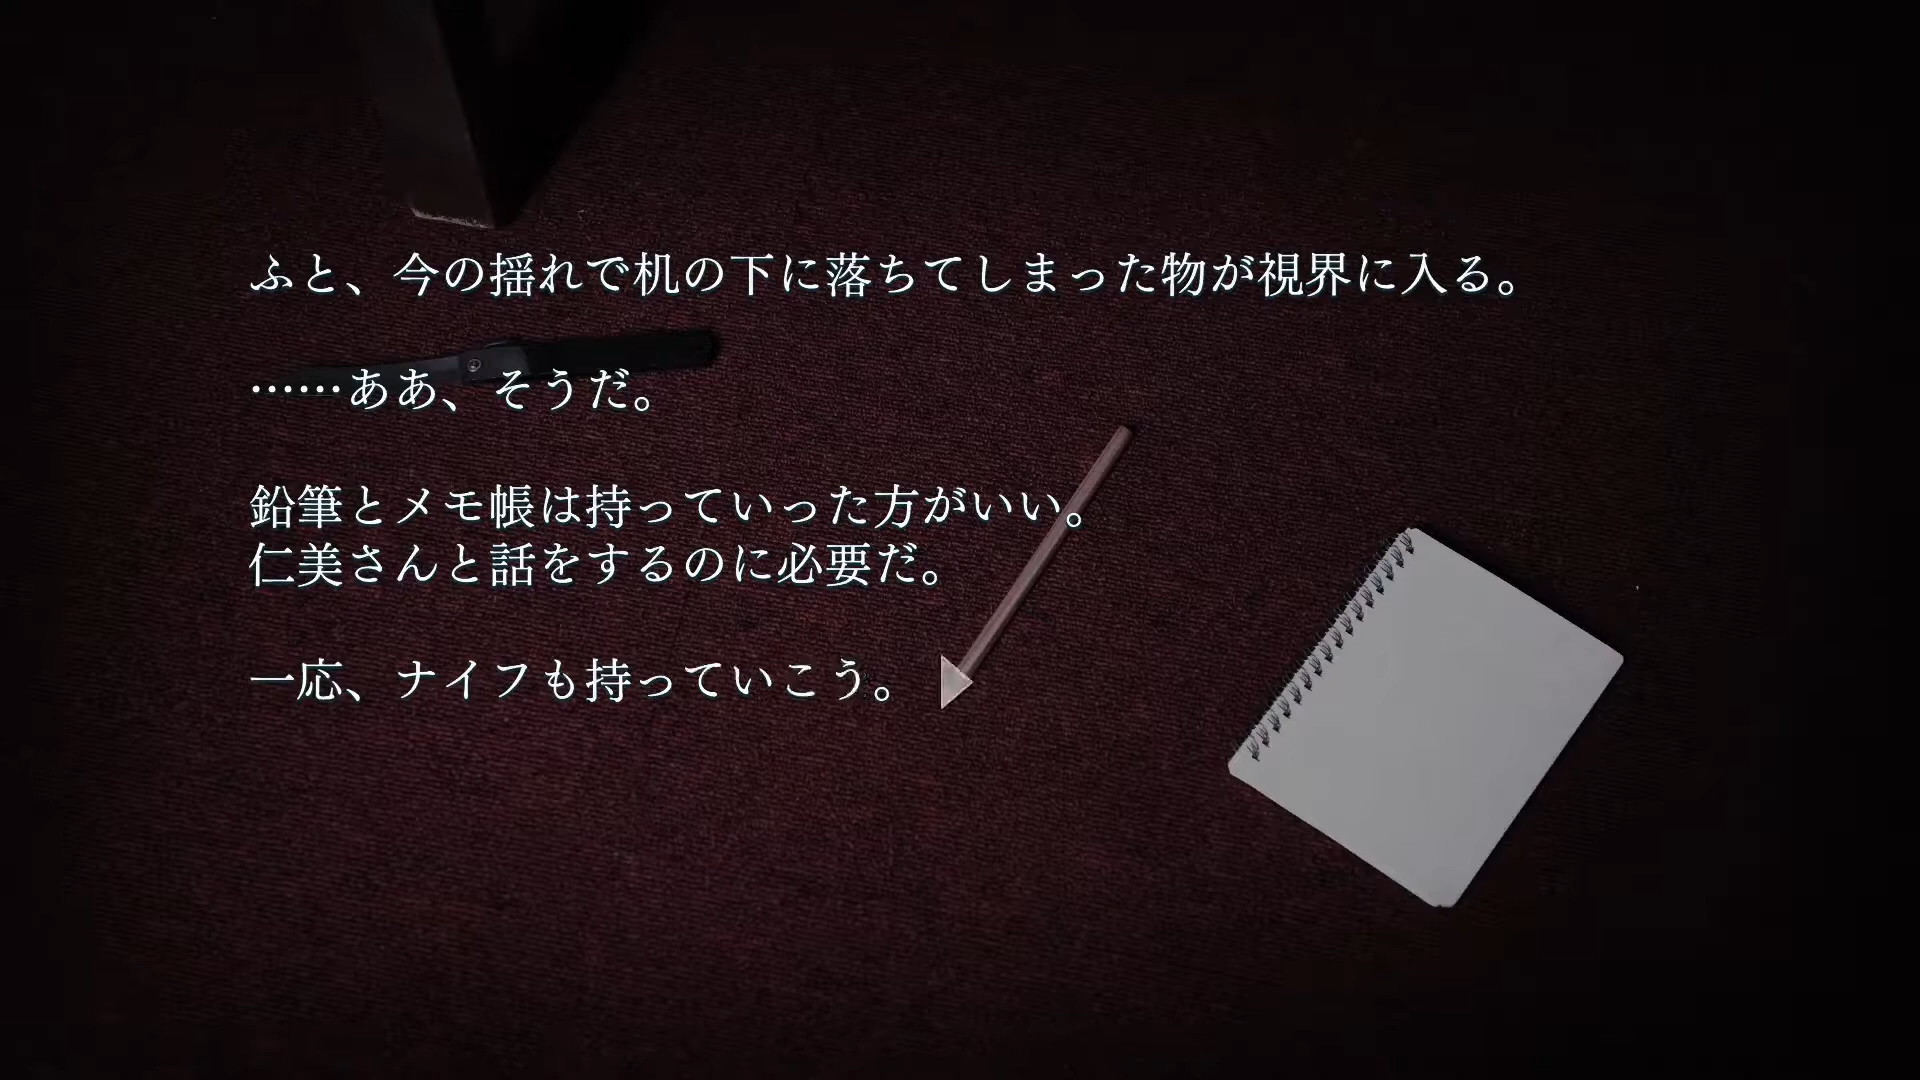 ふと、今の揺れで机の下に落ちてしまった物が視界に入る。
……ああ、そうだ。
鉛筆とメモ帳は持っていった方がいい。
仁美さんと話をするのに必要だ。
一応、ナイフも持っていこう。